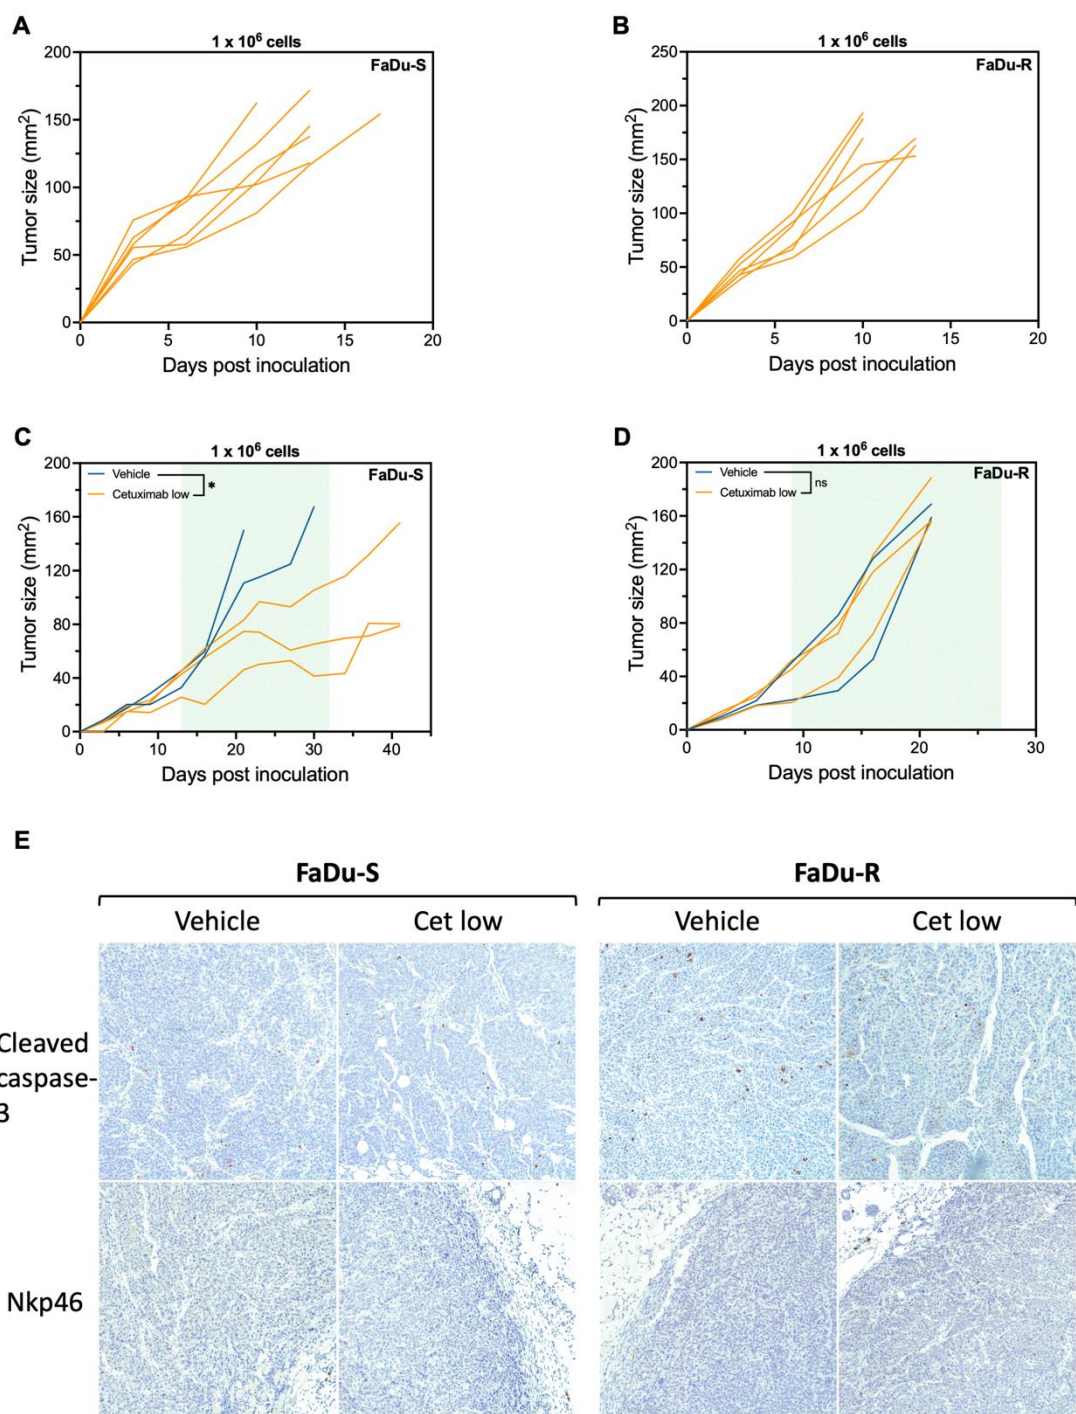 A
1 x 10⁶ cells
FaDu-S
200
150
100
50
0
Tumor size (mm²)
0 5 10 15 20
Days post inoculation
B
1 x 10⁶ cells
FaDu-R
250
200
150
100
50
0
Tumor size (mm²)
0 5 10 15 20
Days post inoculation
C
1 x 10⁶ cells
FaDu-S
Vehicle
Cetuximab low
*
200
160
120
80
40
0
Tumor size (mm²)
0 10 20 30 40
Days post inoculation
D
1 x 10⁶ cells
FaDu-R
Vehicle
Cetuximab low
ns
200
160
120
80
40
0
Tumor size (mm²)
0 10 20 30
Days post inoculation
E
FaDu-S FaDu-R
Vehicle Cet low Vehicle Cet low
Cleaved
caspase-
3
Nkp46